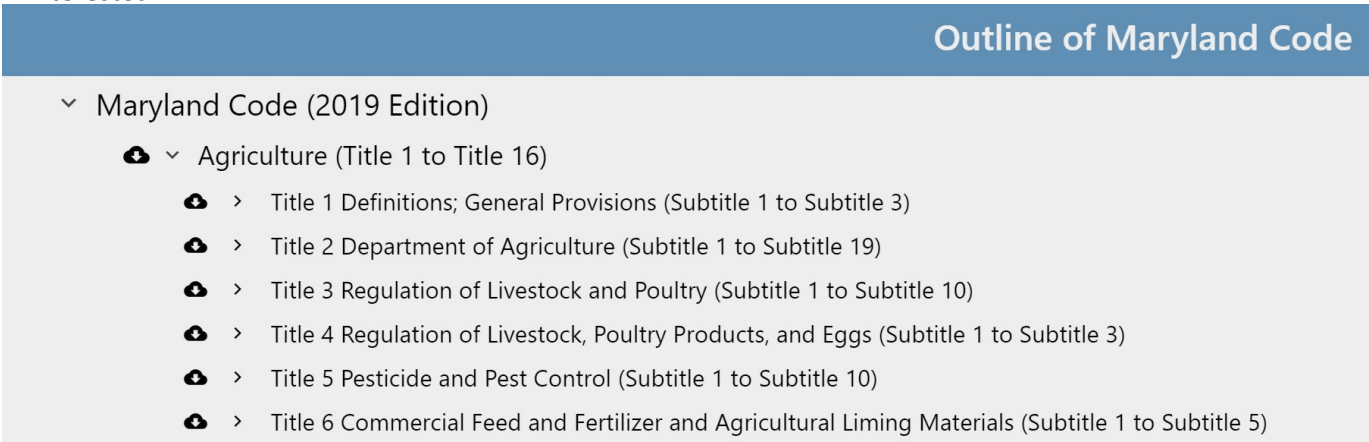 Outline of Maryland Code
Maryland Code (2019 Edition)
Agriculture (Title 1 to Title 16)
Title 1 Definitions; General Provisions (Subtitle 1 to Subtitle 3)
Title 2 Department of Agriculture (Subtitle 1 to Subtitle 19)
Title 3 Regulation of Livestock and Poultry (Subtitle 1 to Subtitle 10)
Title 4 Regulation of Livestock, Poultry Products, and Eggs (Subtitle 1 to Subtitle 3)
Title 5 Pesticide and Pest Control (Subtitle 1 to Subtitle 10)
Title 6 Commercial Feed and Fertilizer and Agricultural Liming Materials (Subtitle 1 to Subtitle 5)